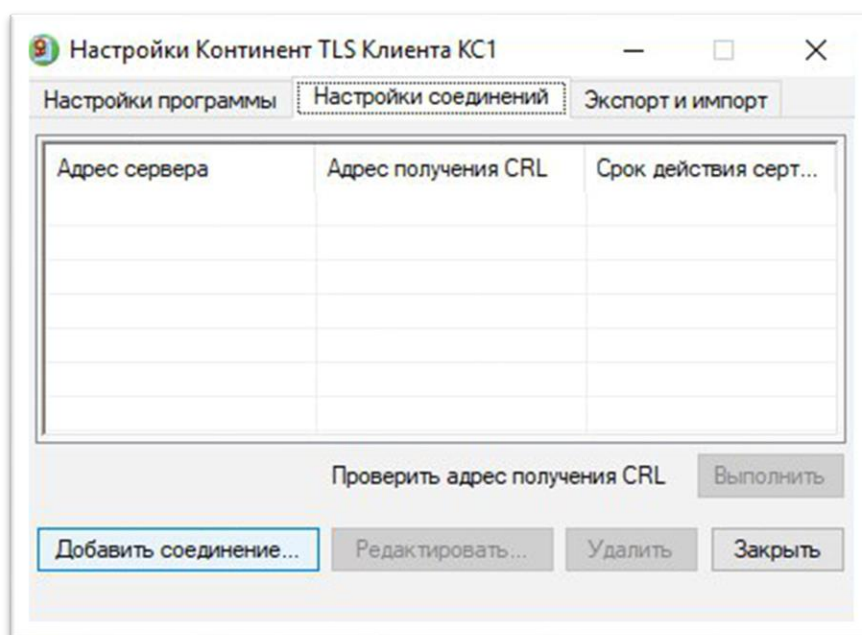 Настройки Континент TLS Клиента КС1
Настройки программы Настройки соединений Экспорт и импорт
Адрес сервера Адрес получения CRL Срок действия серт...
Проверить адрес получения CRL Выполнить
Добавить соединение... Редактировать... Удалить Закрыть